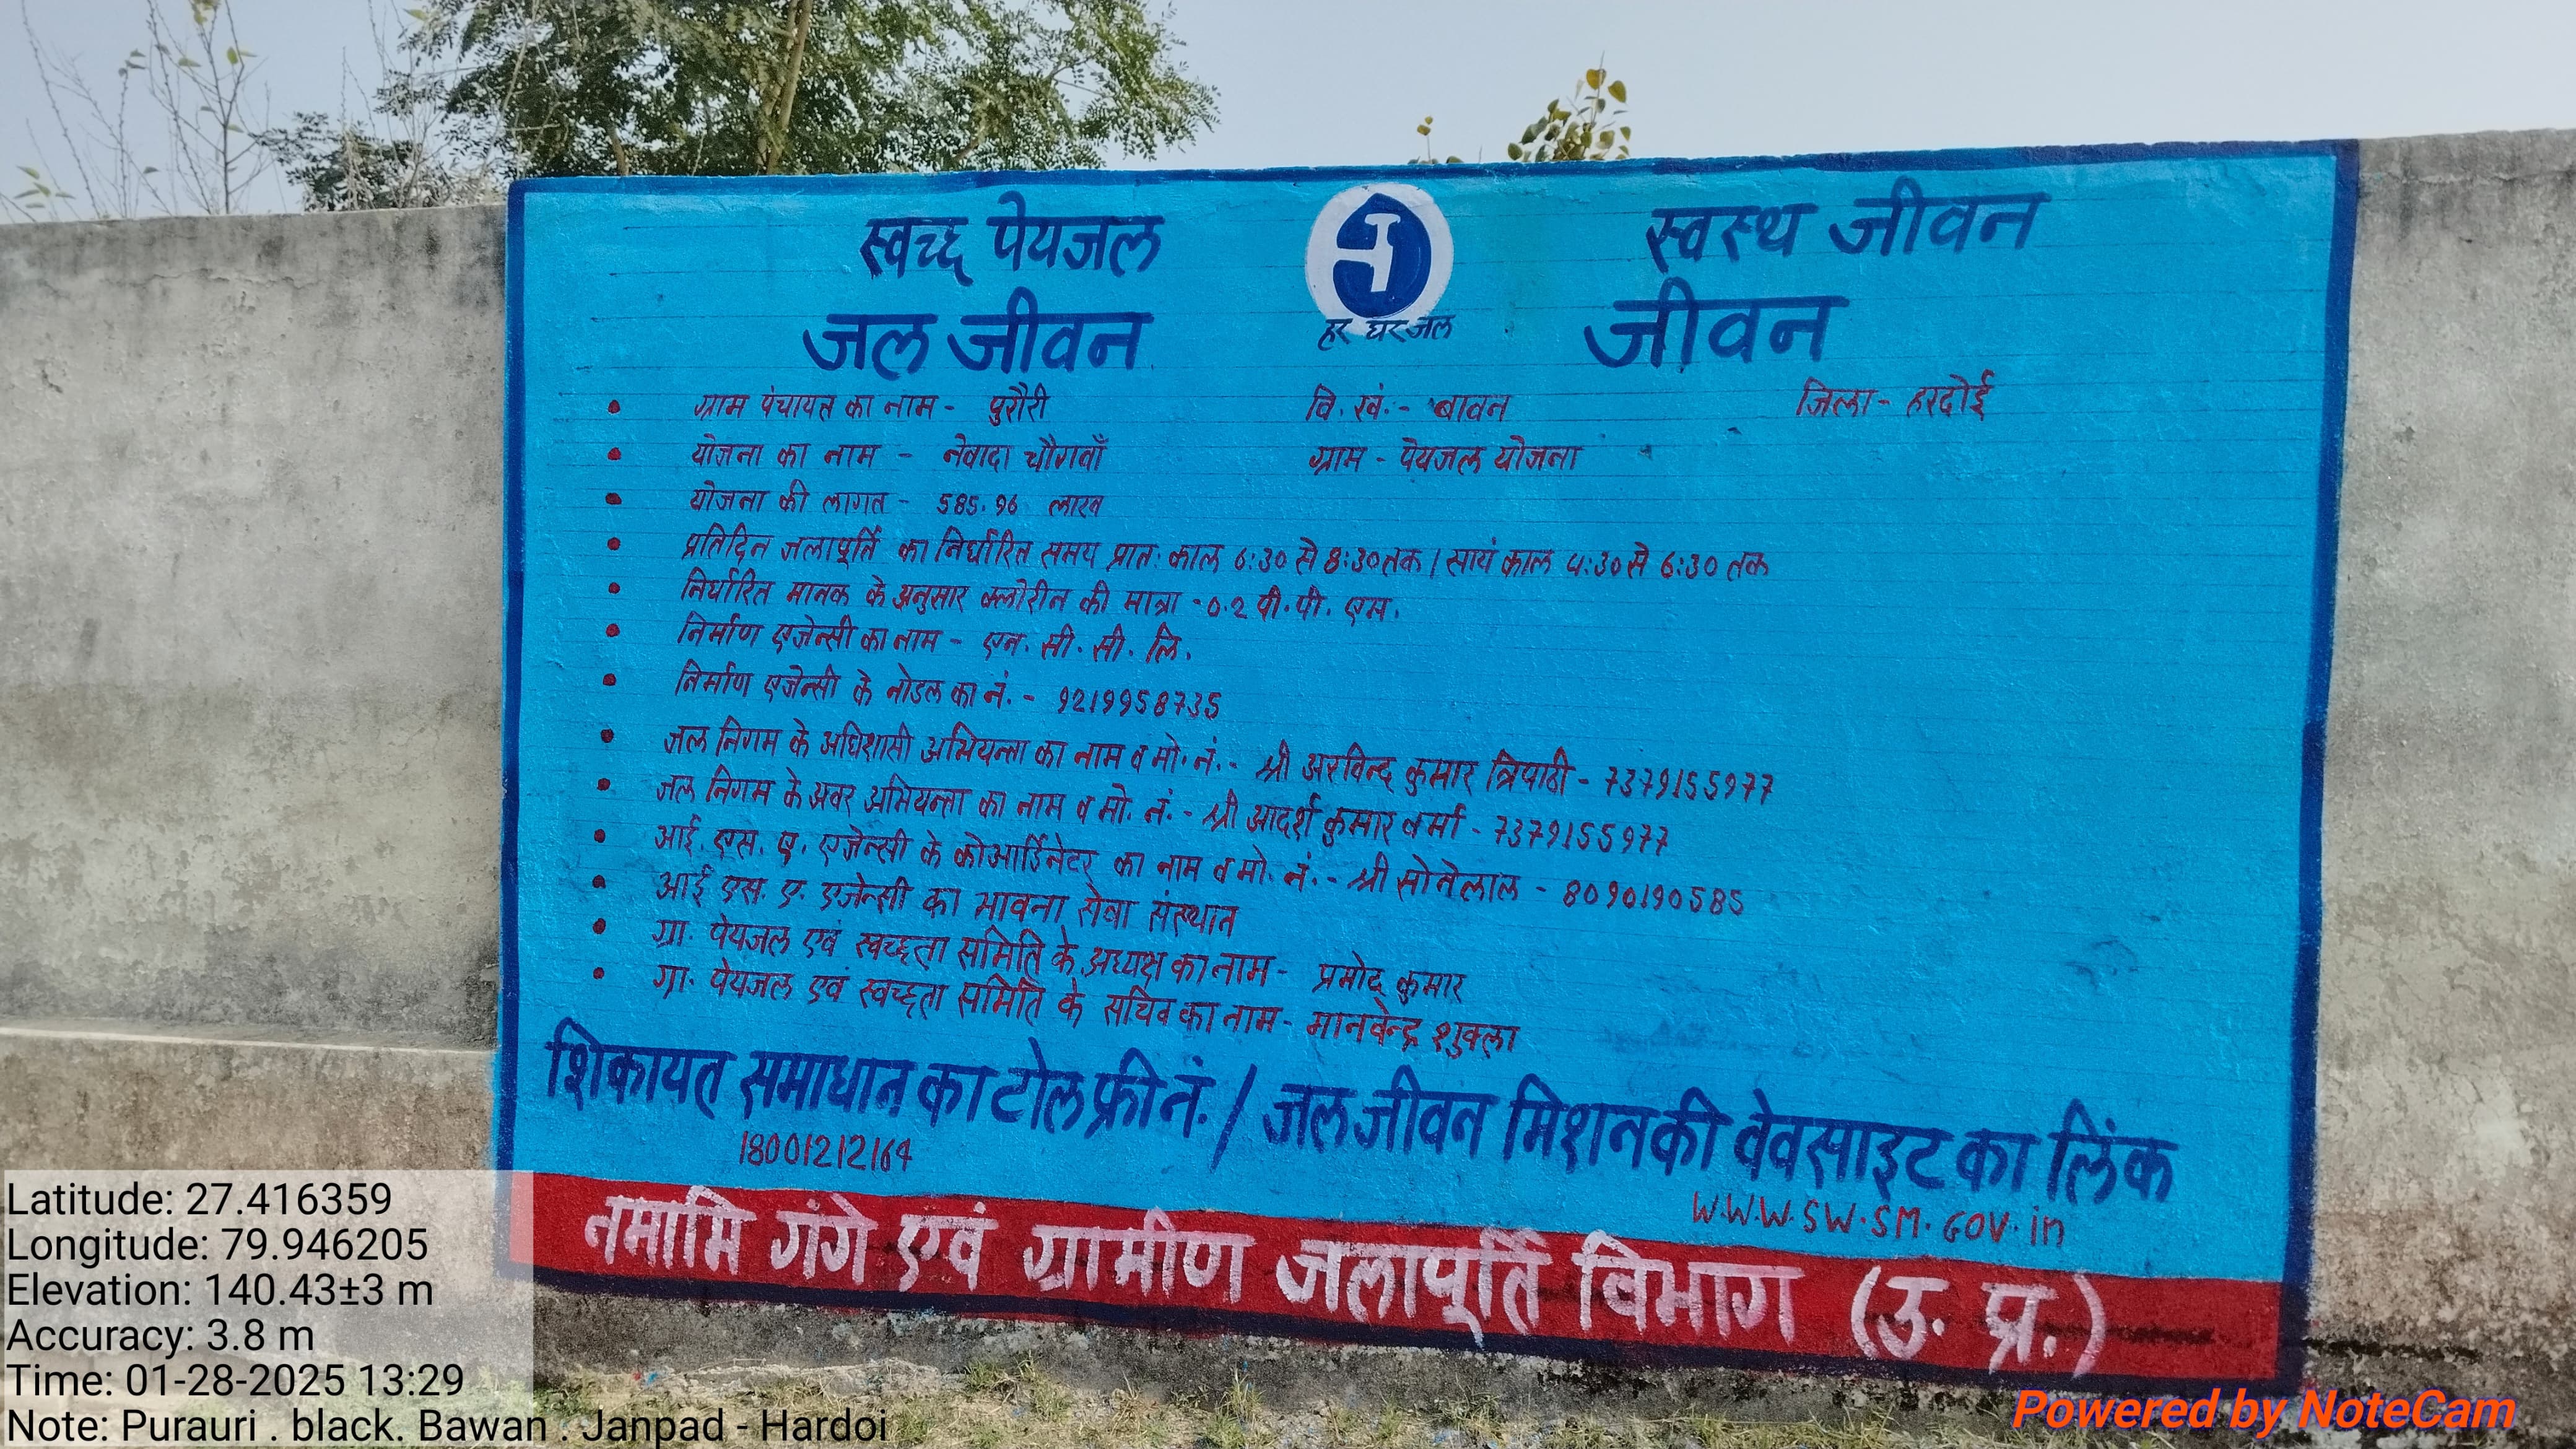 स्वच्छ पेयजल
स्वस्थ जीवन
हर घर जल
जल जीवन
जीवन
• ग्राम पंचायत का नाम - पुरौरी वि. खं. - बावन जिला - हरदोई
• योजना का नाम - नेवादा चौगवाँ ग्राम - पेयजल योजना
• योजना की लागत - 585.96 लाख
• प्रतिदिन जलापूर्ति का निर्धारित समय प्रात: काल 6:30 से 8:30 तक / सायं काल 4:30 से 6:30 तक
• निर्धारित मानक के अनुसार क्लोरीन की मात्रा - 0.2 पी. पी. एम.
• निर्माण एजेन्सी का नाम - एन. सी. सी. लि.
• निर्माण एजेन्सी के नोडल का नं. - 9219958735
• जल निगम के अधिशासी अभियन्ता का नाम व मो. नं. - श्री अरविन्द कुमार त्रिपाठी - 7379155977
• जल निगम के अवर अभियन्ता का नाम व मो. नं. - श्री आदर्श कुमार वर्मा - 7379155977
• आई. एस. ए. एजेन्सी के कोआर्डिनेटर का नाम व मो. नं. - श्री सोनेलाल - 8090190585
• आई एस. ए. एजेन्सी का भावना सेवा संस्थान
• ग्रा. पेयजल एवं स्वच्छता समिति के अध्यक्ष का नाम - प्रमोद कुमार
• ग्रा. पेयजल एवं स्वच्छता समिति के सचिव का नाम - मानवेन्द्र शुक्ला
शिकायत समाधान का टोल फ्री नं. / जल जीवन मिशन की वेवसाइट का लिंक
18001212164
W.W.W. SW.SM.GOV.in
नमामि गंगे एवं ग्रामीण जलापूर्ति विभाग (उ. प्र.)
Latitude: 27.416359
Longitude: 79.946205
Elevation: 140.43±3 m
Accuracy: 3.8 m
Time: 01-28-2025 13:29
Note: Purauri . black. Bawan . Janpad - Hardoi
Powered by NoteCam